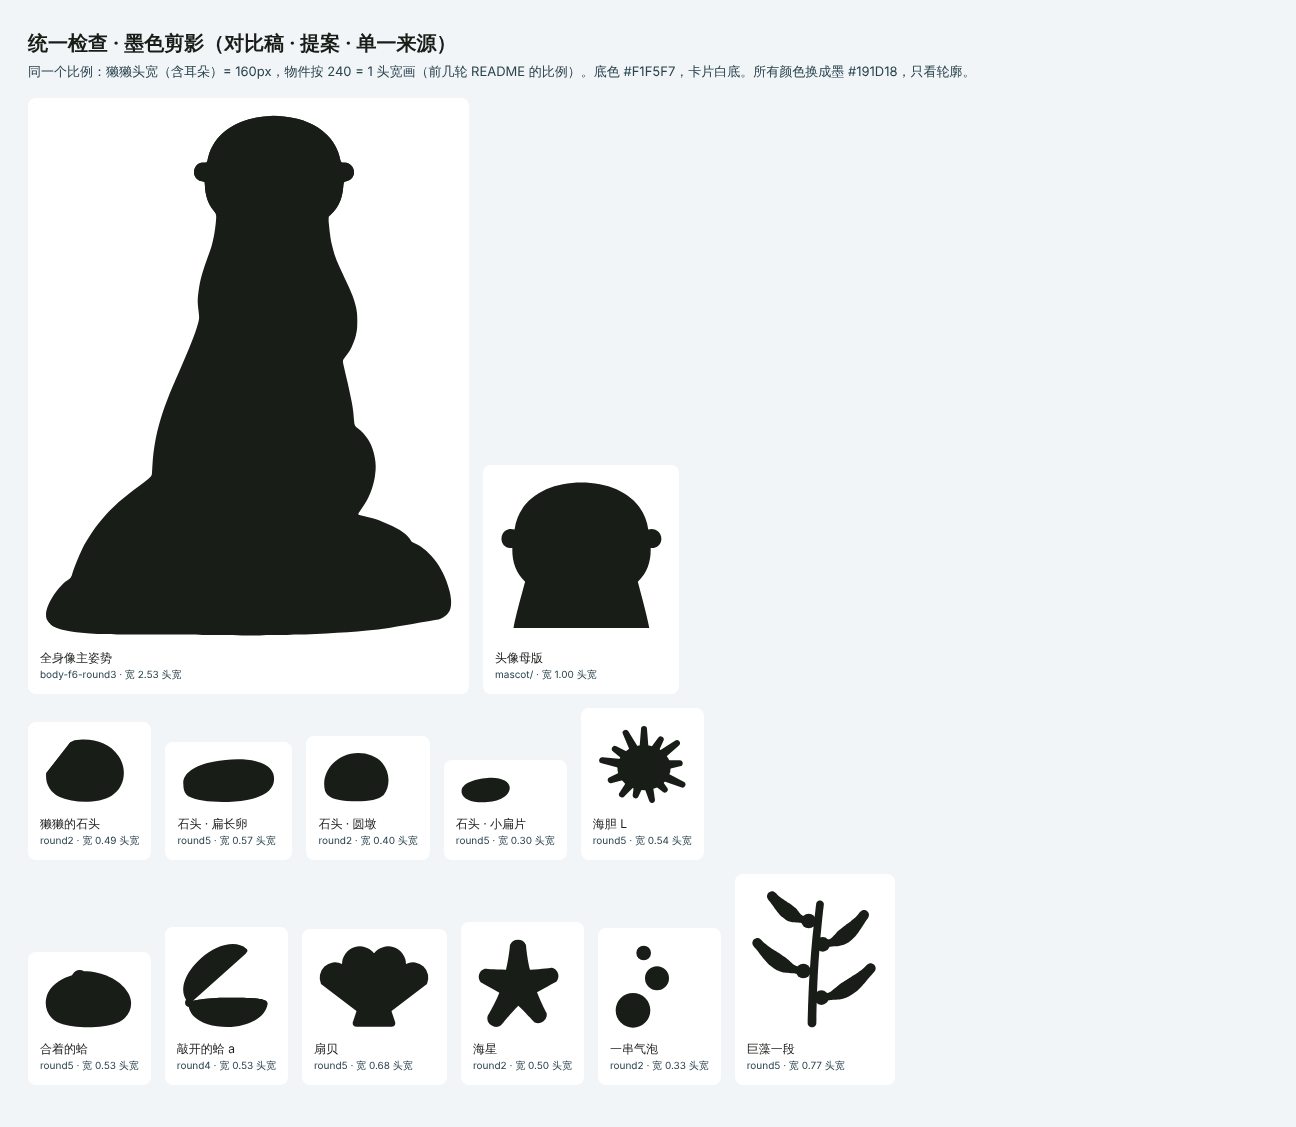 统一检查 · 墨色剪影（对比稿 · 提案 · 单一来源）
同一个比例：獭獭头宽（含耳朵）= 160px，物件按 240 = 1 头宽画（前几轮 README 的比例）。底色 #F1F5F7，卡片白底。所有颜色换成墨 #191D18，只看轮廓。
全身像主姿势
body-f6-round3 · 宽 2.53 头宽
头像母版
mascot/ · 宽 1.00 头宽
獭獭的石头
round2 · 宽 0.49 头宽
石头 · 扁长卵
round5 · 宽 0.57 头宽
石头 · 圆墩
round2 · 宽 0.40 头宽
石头 · 小扁片
round5 · 宽 0.30 头宽
海胆 L
round5 · 宽 0.54 头宽
合着的蛤
round5 · 宽 0.53 头宽
敲开的蛤 a
round4 · 宽 0.53 头宽
扇贝
round5 · 宽 0.68 头宽
海星
round2 · 宽 0.50 头宽
一串气泡
round2 · 宽 0.33 头宽
巨藻一段
round5 · 宽 0.77 头宽